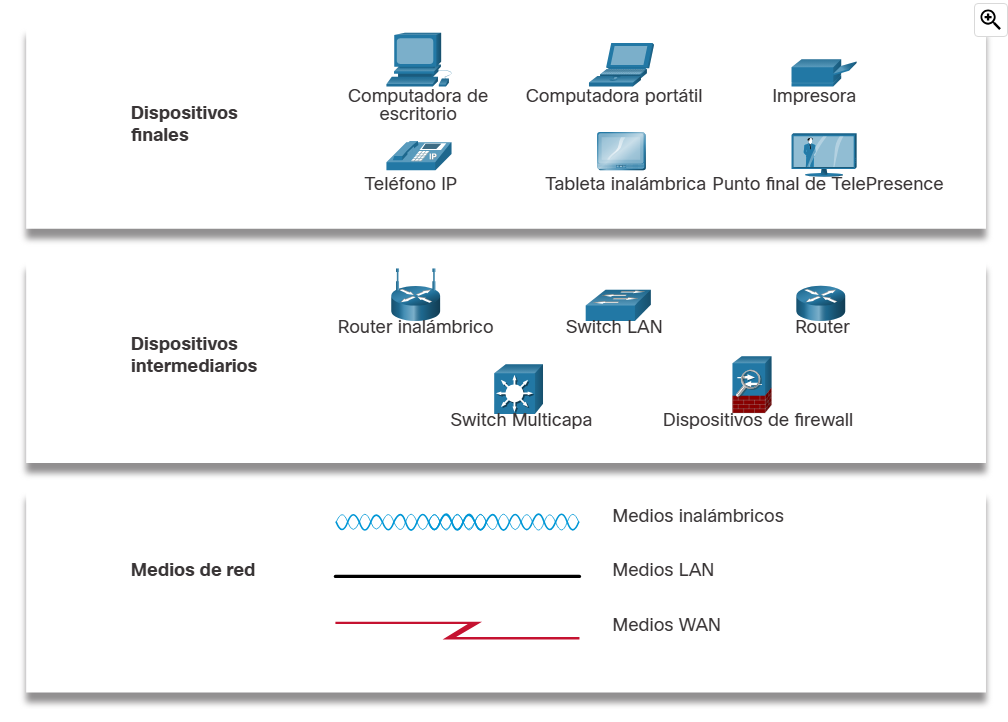 Dispositivos
finales
Computadora de
escritorio
Computadora portátil
Impresora
IP
Teléfono IP
Tableta inalámbrica
Punto final de TelePresence
Dispositivos
intermediarios
Router inalámbrico
Switch LAN
Router
Switch Multicapa
Dispositivos de firewall
Medios de red
Medios inalámbricos
Medios LAN
Medios WAN